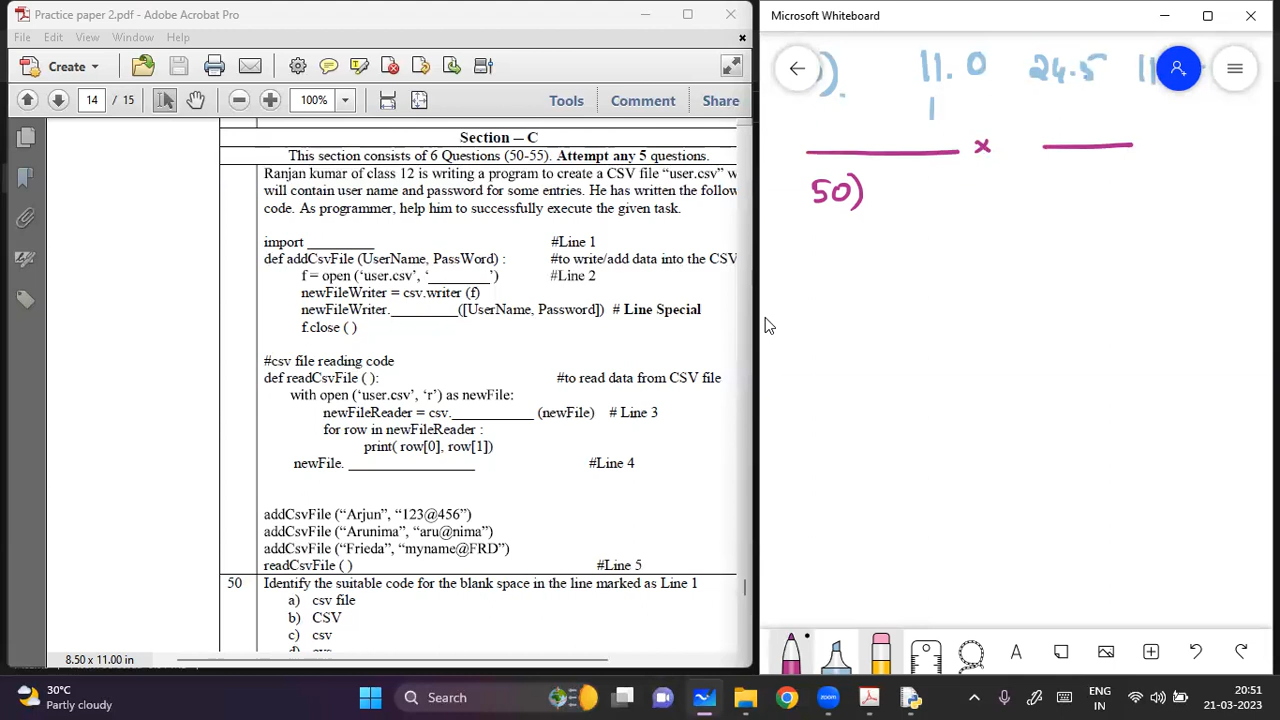 Practice paper 2.pdf - Adobe Acrobat Pro
File Edit View Window Help
Create
14 / 15 100% Tools Comment Share
Section – C
This section consists of 6 Questions (50-55). Attempt any 5 questions.
Ranjan kumar of class 12 is writing a program to create a CSV file “user.csv” w
will contain user name and password for some entries. He has written the follow
code. As programmer, help him to successfully execute the given task.
import _________ #Line 1
def addCsvFile (UserName, PassWord) : #to write/add data into the CSV
f = open (‘user.csv’, ‘________’) #Line 2
newFileWriter = csv.writer (f)
newFileWriter.________([UserName, Password]) # Line Special
f.close ( )
#csv file reading code
def readCsvFile ( ): #to read data from CSV file
with open (‘user.csv’, ‘r’) as newFile:
newFileReader = csv.__________ (newFile) # Line 3
for row in newFileReader :
print( row[0], row[1])
newFile. _______________ #Line 4
addCsvFile (“Arjun”, “123@456”)
addCsvFile (“Arunima”, “aru@nima”)
addCsvFile (“Frieda”, “myname@FRD”)
readCsvFile ( ) #Line 5
50 Identify the suitable code for the blank space in the line marked as Line 1
a) csv file
b) CSV
c) csv
8.50 x 11.00 in
Microsoft Whiteboard
). 11.0 24.5 11
1
x
50)
30°C
Partly cloudy
Search
ENG
IN
20:51
21-03-2023